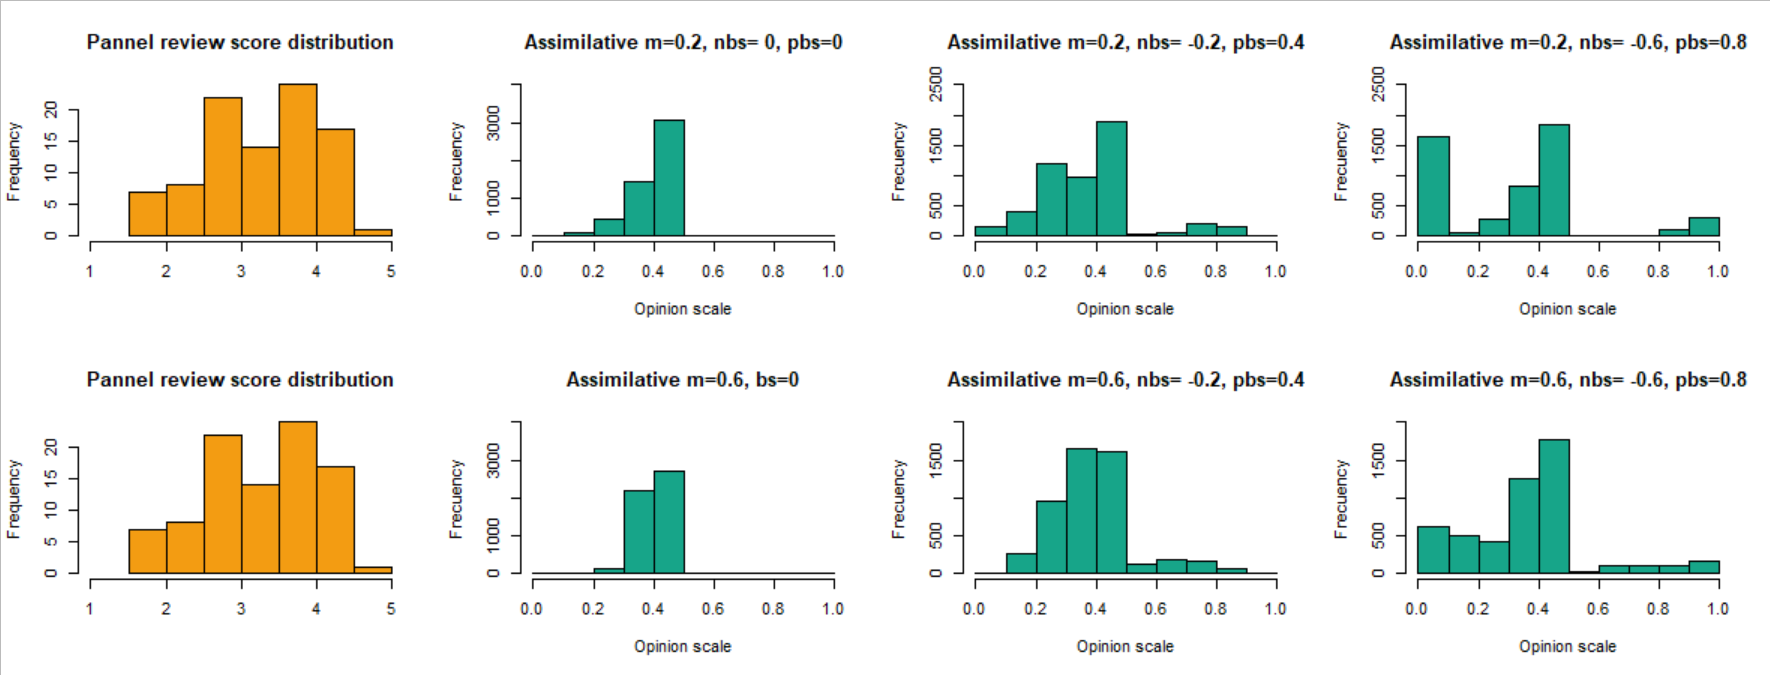 Pannel review score distribution
Assimilative m=0.2, nbs= 0, pbs=0
Assimilative m=0.2, nbs= -0.2, pbs=0.4
Assimilative m=0.2, nbs= -0.6, pbs=0.8
Frequency
0 5 10 15 20
1 2 3 4 5
Frecuency
0 1000 3000
0.0 0.2 0.4 0.6 0.8 1.0
Opinion scale
Frecuency
0 500 1500 2500
0.0 0.2 0.4 0.6 0.8 1.0
Opinion scale
Frecuency
0 500 1500 2500
0.0 0.2 0.4 0.6 0.8 1.0
Opinion scale
Pannel review score distribution
Assimilative m=0.6, bs=0
Assimilative m=0.6, nbs= -0.2, pbs=0.4
Assimilative m=0.6, nbs= -0.6, pbs=0.8
Frequency
0 5 10 15 20
1 2 3 4 5
Frecuency
0 1000 3000
0.0 0.2 0.4 0.6 0.8 1.0
Opinion scale
Frecuency
0 500 1500
0.0 0.2 0.4 0.6 0.8 1.0
Opinion scale
Frecuency
0 500 1500
0.0 0.2 0.4 0.6 0.8 1.0
Opinion scale